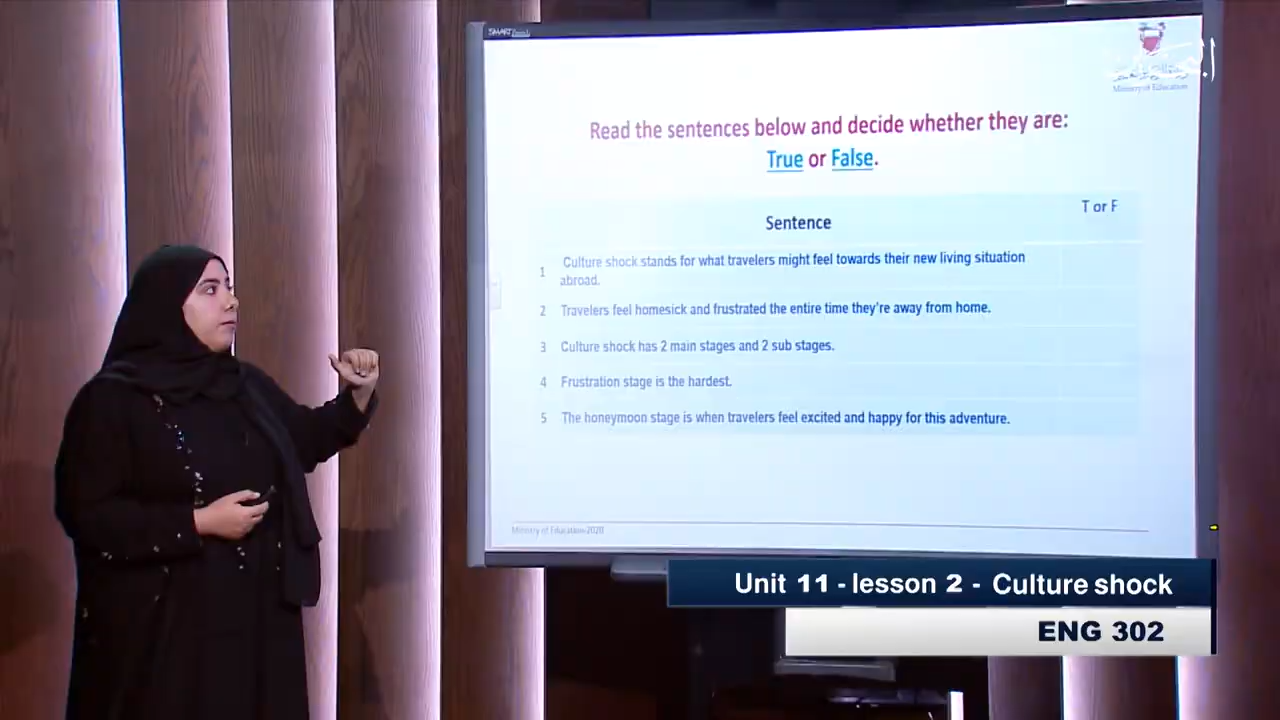 SMART
Ministry of Education
Read the sentences below and decide whether they are:
True or False.
Sentence
T or F
1 Culture shock stands for what travelers might feel towards their new living situation
abroad.
2 Travelers feel homesick and frustrated the entire time they're away from home.
3 Culture shock has 2 main stages and 2 sub stages.
4 Frustration stage is the hardest.
5 The honeymoon stage is when travelers feel excited and happy for this adventure.
Ministry of Education-2020
Unit 11 - lesson 2 - Culture shock
ENG 302